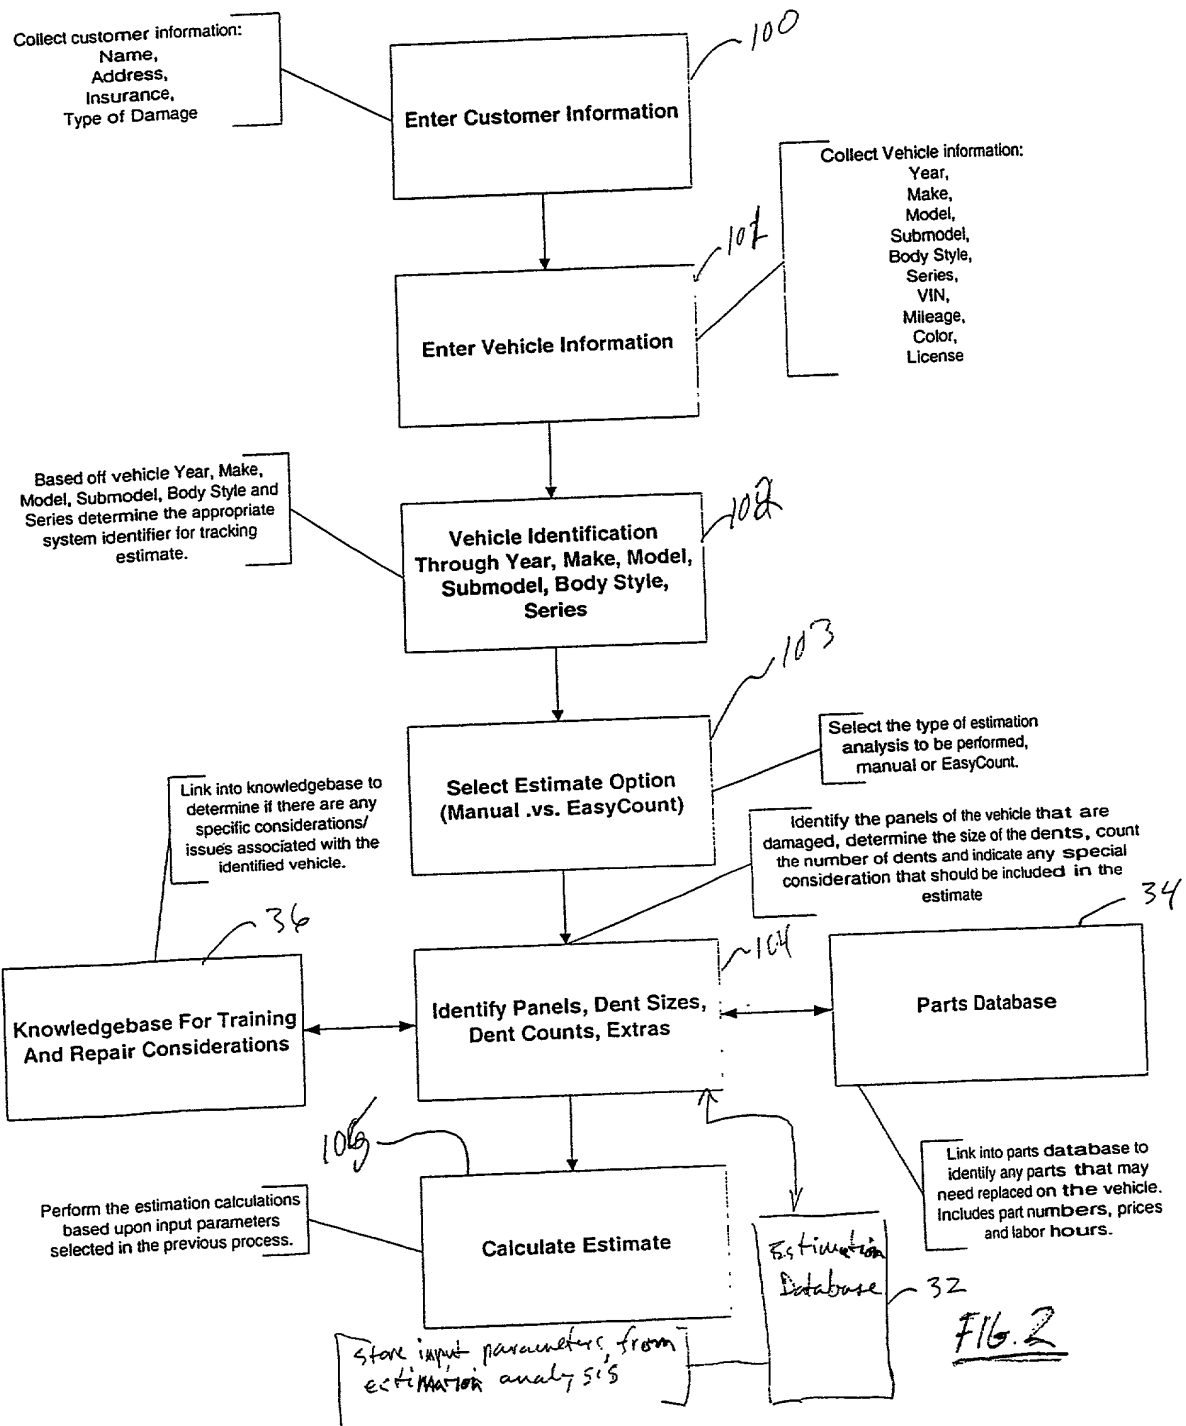 Collect customer information:
Name,
Address,
Insurance,
Type of Damage
100
Enter Customer Information
Collect Vehicle information:
Year,
Make,
Model,
Submodel,
Body Style,
Series,
VIN,
Mileage,
Color,
License
101
Enter Vehicle Information
Based off vehicle Year, Make,
Model, Submodel, Body Style and
Series determine the appropriate
system identifier for tracking
estimate.
102
Vehicle Identification
Through Year, Make, Model,
Submodel, Body Style,
Series
103
Select Estimate Option
(Manual .vs. EasyCount)
Select the type of estimation
analysis to be performed,
manual or EasyCount.
Link into knowledgebase to
determine if there are any
specific considerations/
issues associated with the
identified vehicle.
Identify the panels of the vehicle that are
damaged, determine the size of the dents, count
the number of dents and indicate any special
consideration that should be included in the
estimate
36
104
34
Knowledgebase For Training
And Repair Considerations
Identify Panels, Dent Sizes,
Dent Counts, Extras
Parts Database
Link into parts database to
identify any parts that may
need replaced on the vehicle.
Includes part numbers, prices
and labor hours.
Perform the estimation calculations
based upon input parameters
selected in the previous process.
Calculate Estimate
Estimation
Database
32
store input parameters from
estimation analysis
FIG. 2